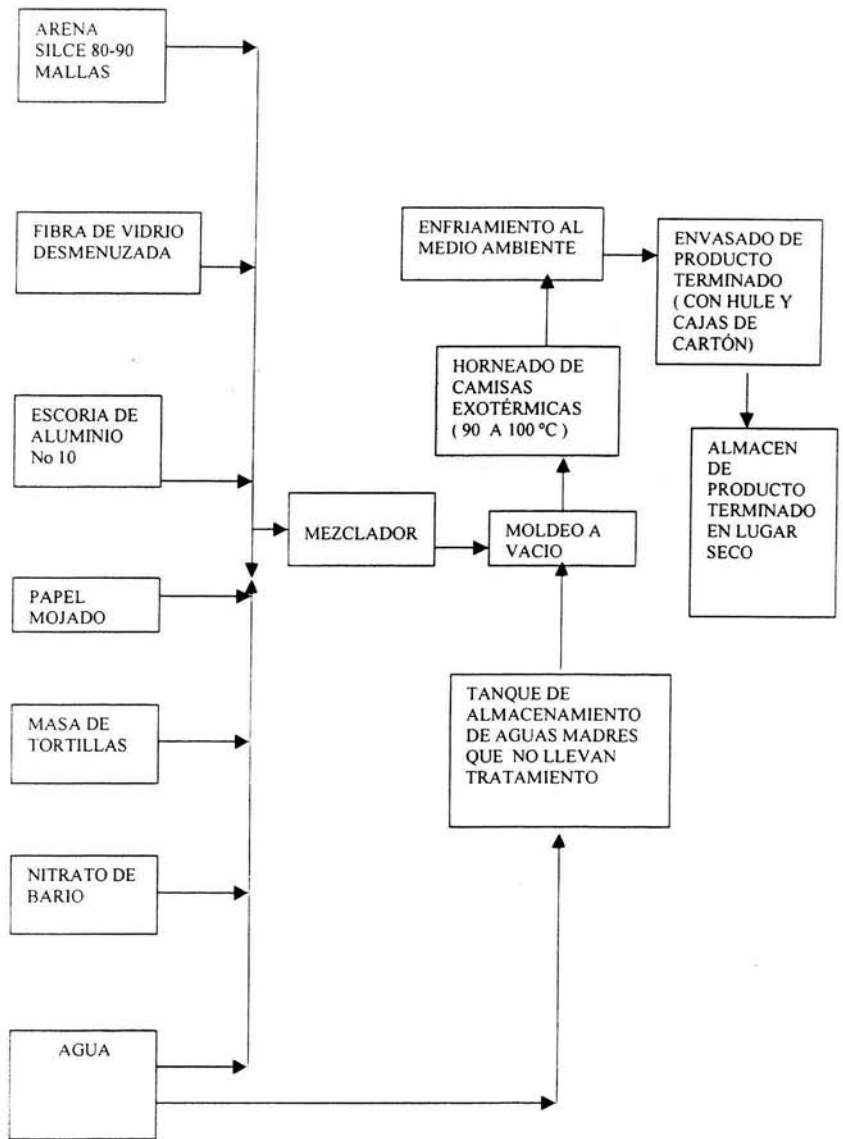 ARENA
SILCE 80-90
MALLAS
FIBRA DE VIDRIO
DESMENUZADA
ESCORIA DE
ALUMINIO
No 10
PAPEL
MOJADO
MASA DE
TORTILLAS
NITRATO DE
BARIO
AGUA
MEZCLADOR
MOLDEO A
VACIO
HORNEADO DE
CAMISAS
EXOTÉRMICAS
( 90 A 100 ºC )
ENFRIAMIENTO AL
MEDIO AMBIENTE
ENVASADO DE
PRODUCTO
TERMINADO
( CON HULE Y
CAJAS DE
CARTÓN)
ALMACEN
DE
PRODUCTO
TERMINADO
EN LUGAR
SECO
TANQUE DE
ALMACENAMIENTO
DE AGUAS MADRES
QUE NO LLEVAN
TRATAMIENTO